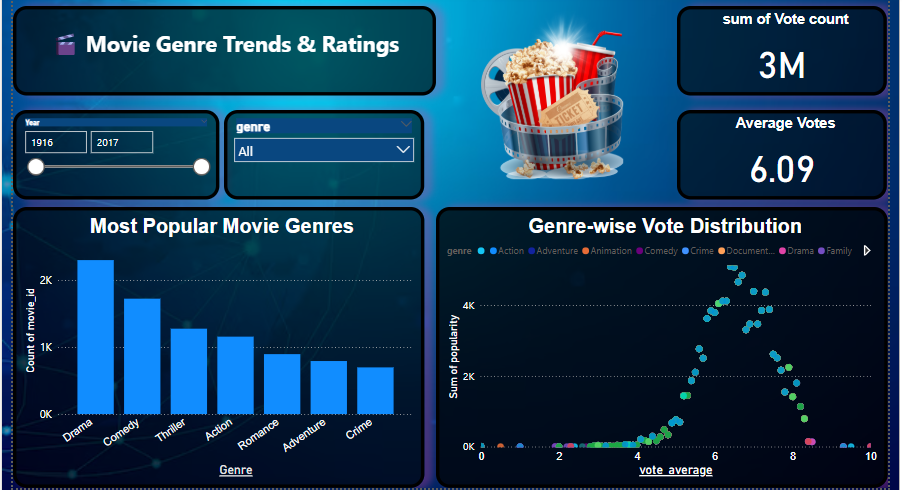 Movie Genre Trends & Ratings
TICKET
sum of Vote count
3M
Year
1916
2017
genre
All
Average Votes
6.09
Most Popular Movie Genres
Count of movie_id
2K
1K
0K
Drama
Comedy
Thriller
Action
Romance
Adventure
Crime
Genre
Genre-wise Vote Distribution
genre
Action
Adventure
Animation
Comedy
Crime
Document...
Drama
Family
Sum of popularity
4K
2K
0K
0
2
4
6
8
10
vote_average